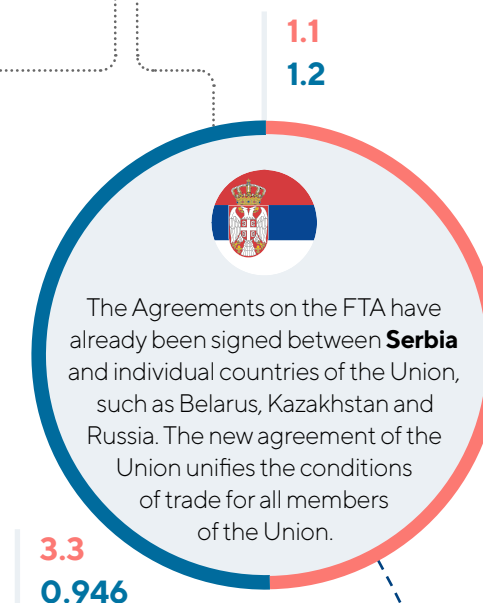 1.1
1.2
The Agreements on the FTA have
already been signed between Serbia
and individual countries of the Union,
such as Belarus, Kazakhstan and
Russia. The new agreement of the
Union unifies the conditions
of trade for all members
of the Union.
3.3
0.946